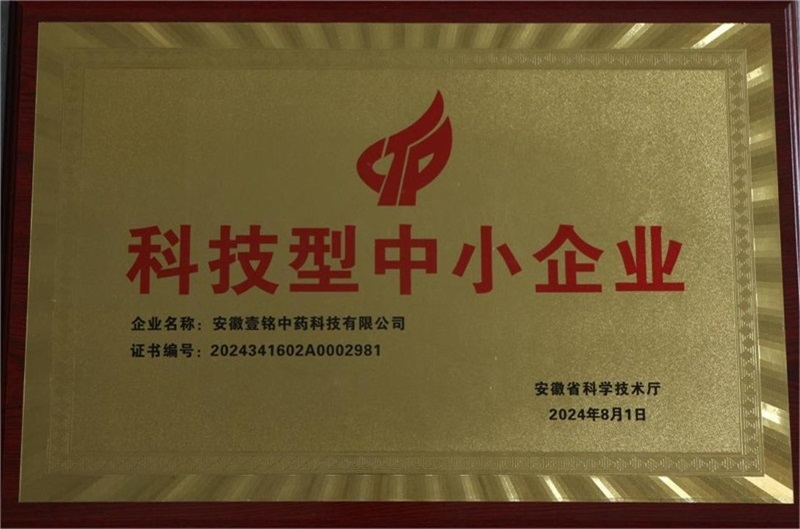 CTP
科技型中小企业
企业名称：安徽壹铭中药科技有限公司
证书编号：2024341602A0002981
安徽省科学技术厅
2024年8月1日